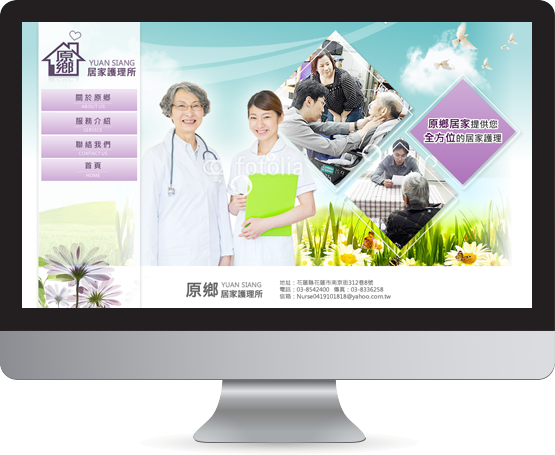 原鄉
YUAN SIANG
居家護理所
關於原鄉
ABOUT US
服務介紹
SERVICE
聯絡我們
CONTACT US
首頁
HOME
fotolia
原鄉居家提供您
全方位的居家護理
原鄉
YUAN SIANG
居家護理所
地址：花蓮縣花蓮市南京街312巷8號
電話：03-8542400 傳真：03-8336258
信箱：Nurse0419101818@yahoo.com.tw